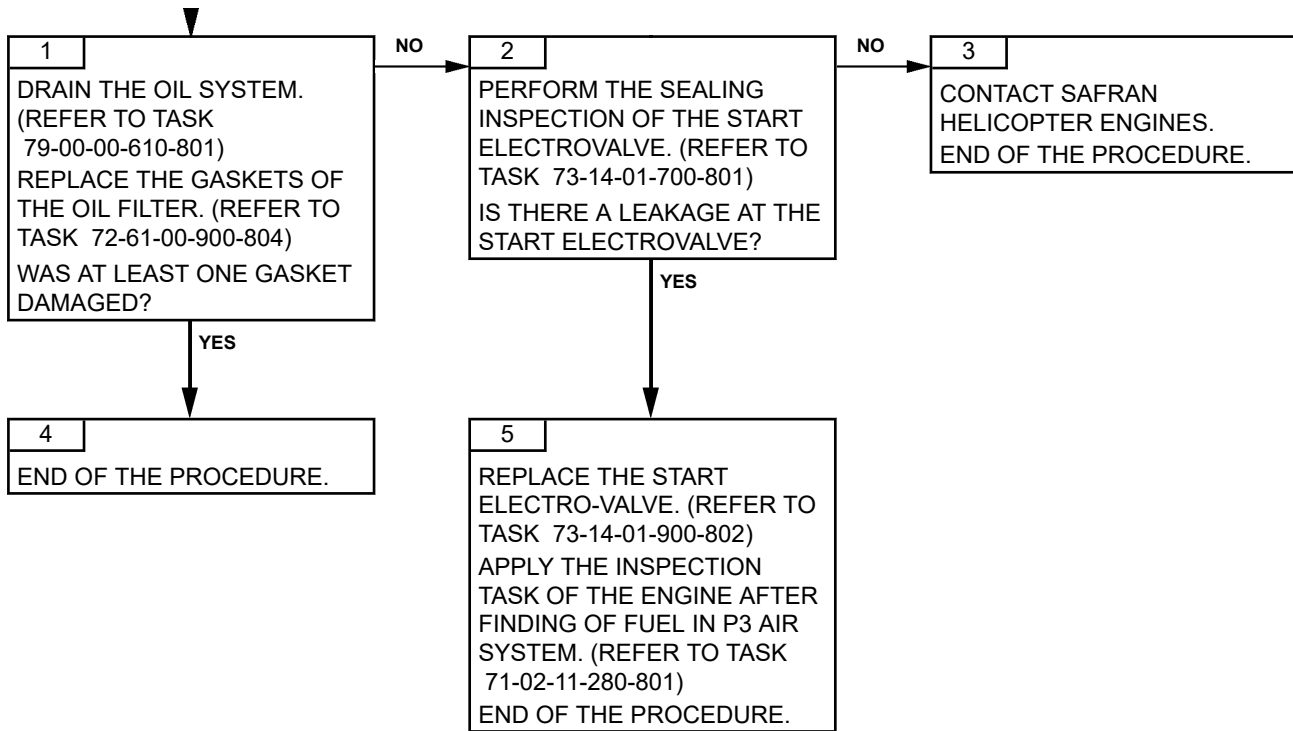 1
DRAIN THE OIL SYSTEM.
(REFER TO TASK
79-00-00-610-801)
REPLACE THE GASKETS OF
THE OIL FILTER. (REFER TO
TASK 72-61-00-900-804)
WAS AT LEAST ONE GASKET
DAMAGED?
NO
YES
2
PERFORM THE SEALING
INSPECTION OF THE START
ELECTROVALVE. (REFER TO
TASK 73-14-01-700-801)
IS THERE A LEAKAGE AT THE
START ELECTROVALVE?
NO
YES
3
CONTACT SAFRAN
HELICOPTER ENGINES.
END OF THE PROCEDURE.
4
END OF THE PROCEDURE.
5
REPLACE THE START
ELECTRO-VALVE. (REFER TO
TASK 73-14-01-900-802)
APPLY THE INSPECTION
TASK OF THE ENGINE AFTER
FINDING OF FUEL IN P3 AIR
SYSTEM. (REFER TO TASK
71-02-11-280-801)
END OF THE PROCEDURE.